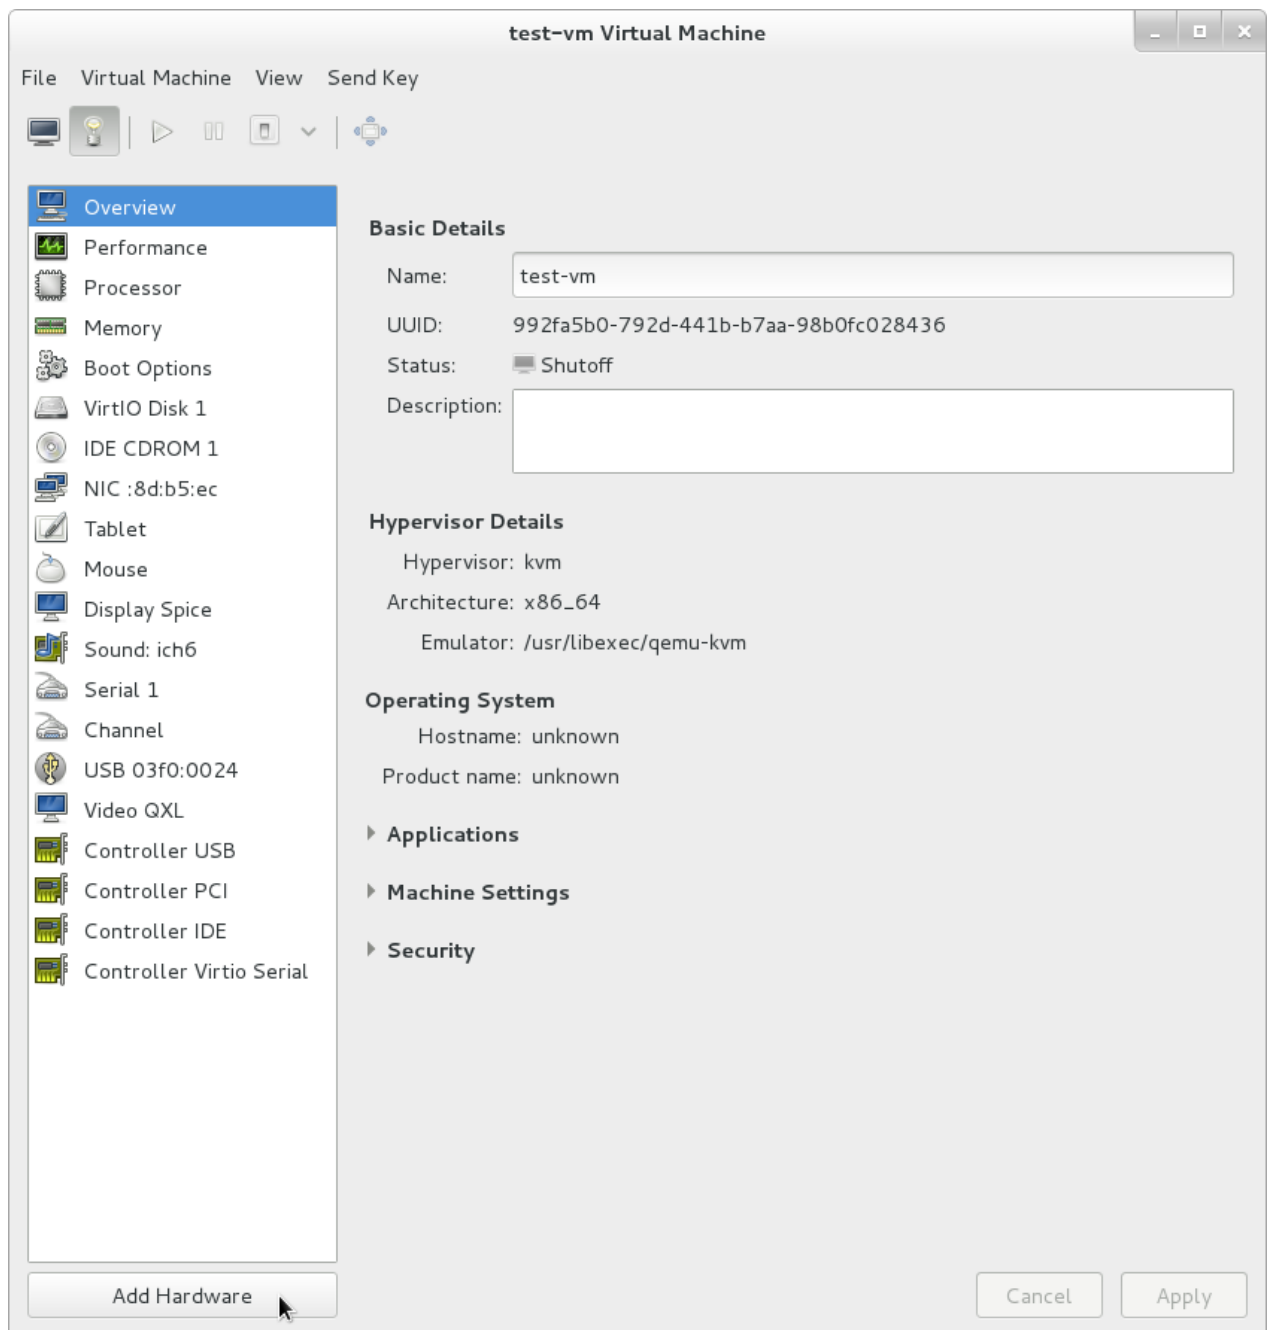 test-vm Virtual Machine
File Virtual Machine View Send Key
Overview
Performance
Processor
Memory
Boot Options
VirtIO Disk 1
IDE CDROM 1
NIC :8d:b5:ec
Tablet
Mouse
Display Spice
Sound: ich6
Serial 1
Channel
USB 03f0:0024
Video QXL
Controller USB
Controller PCI
Controller IDE
Controller Virtio Serial
Add Hardware
Basic Details
Name: test-vm
UUID: 992fa5b0-792d-441b-b7aa-98b0fc028436
Status: Shutoff
Description:
Hypervisor Details
Hypervisor: kvm
Architecture: x86_64
Emulator: /usr/libexec/qemu-kvm
Operating System
Hostname: unknown
Product name: unknown
Applications
Machine Settings
Security
Cancel Apply